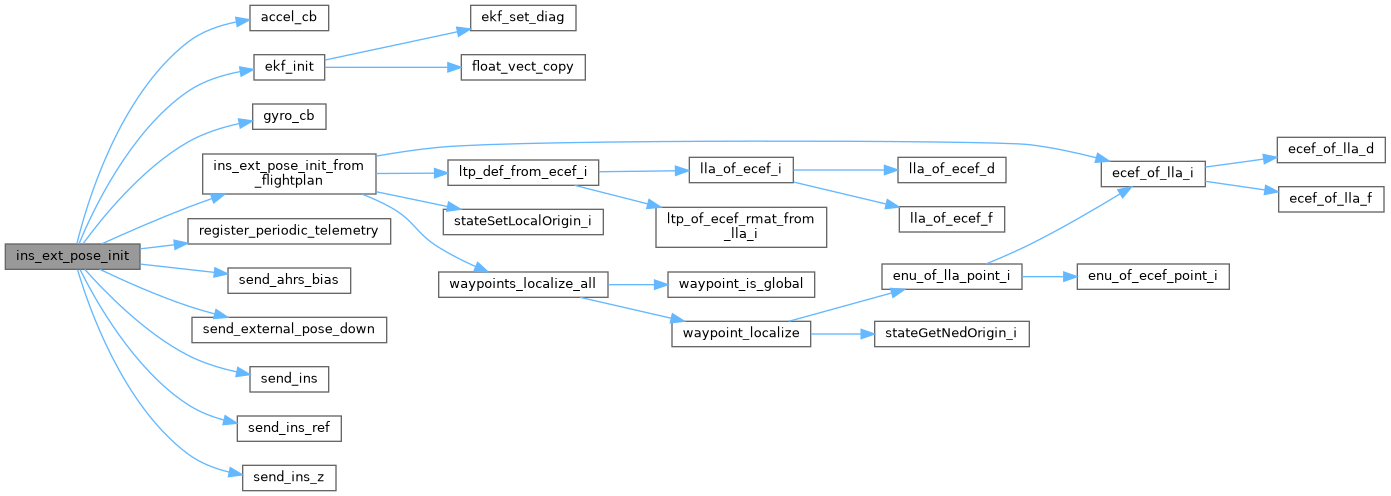 ins_ext_pose_init
accel_cb
ekf_init
ekf_set_diag
float_vect_copy
gyro_cb
ins_ext_pose_init_from
_flightplan
ltp_def_from_ecef_i
lla_of_ecef_i
lla_of_ecef_d
lla_of_ecef_f
ltp_of_ecef_rmat_from
_lla_i
stateSetLocalOrigin_i
waypoints_localize_all
waypoint_is_global
waypoint_localize
enu_of_lla_point_i
enu_of_ecef_point_i
stateGetNedOrigin_i
ecef_of_lla_i
ecef_of_lla_d
ecef_of_lla_f
register_periodic_telemetry
send_ahrs_bias
send_external_pose_down
send_ins
send_ins_ref
send_ins_z